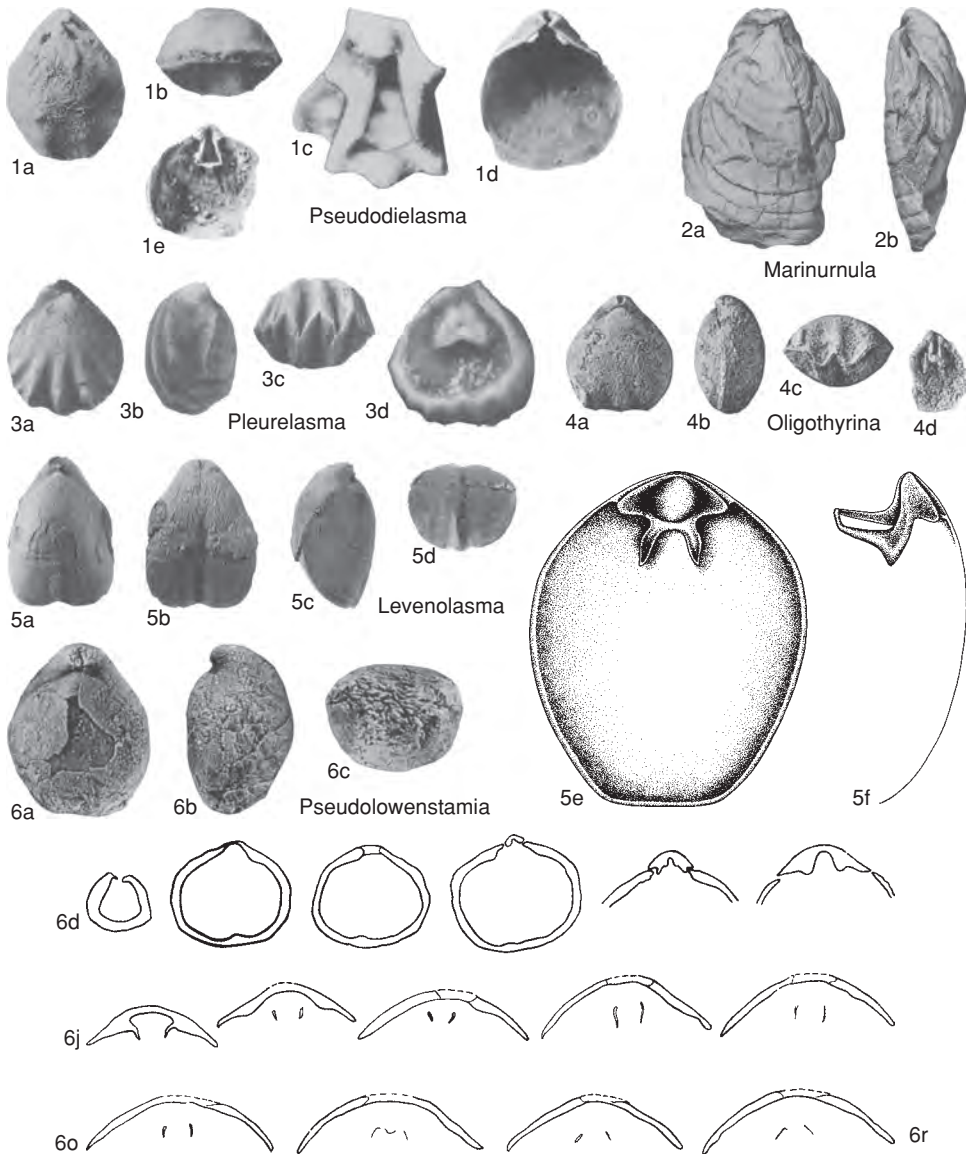 1a
1b
1c
1d
1e
Pseudodielasma
2a
2b
Marinurnula
3a
3b
3c
3d
Pleurelasma
4a
4b
4c
4d
Oligothyrina
5a
5b
5c
5d
Levenolasma
5e
5f
6a
6b
6c
Pseudolowenstamia
6d
6j
6o
6r